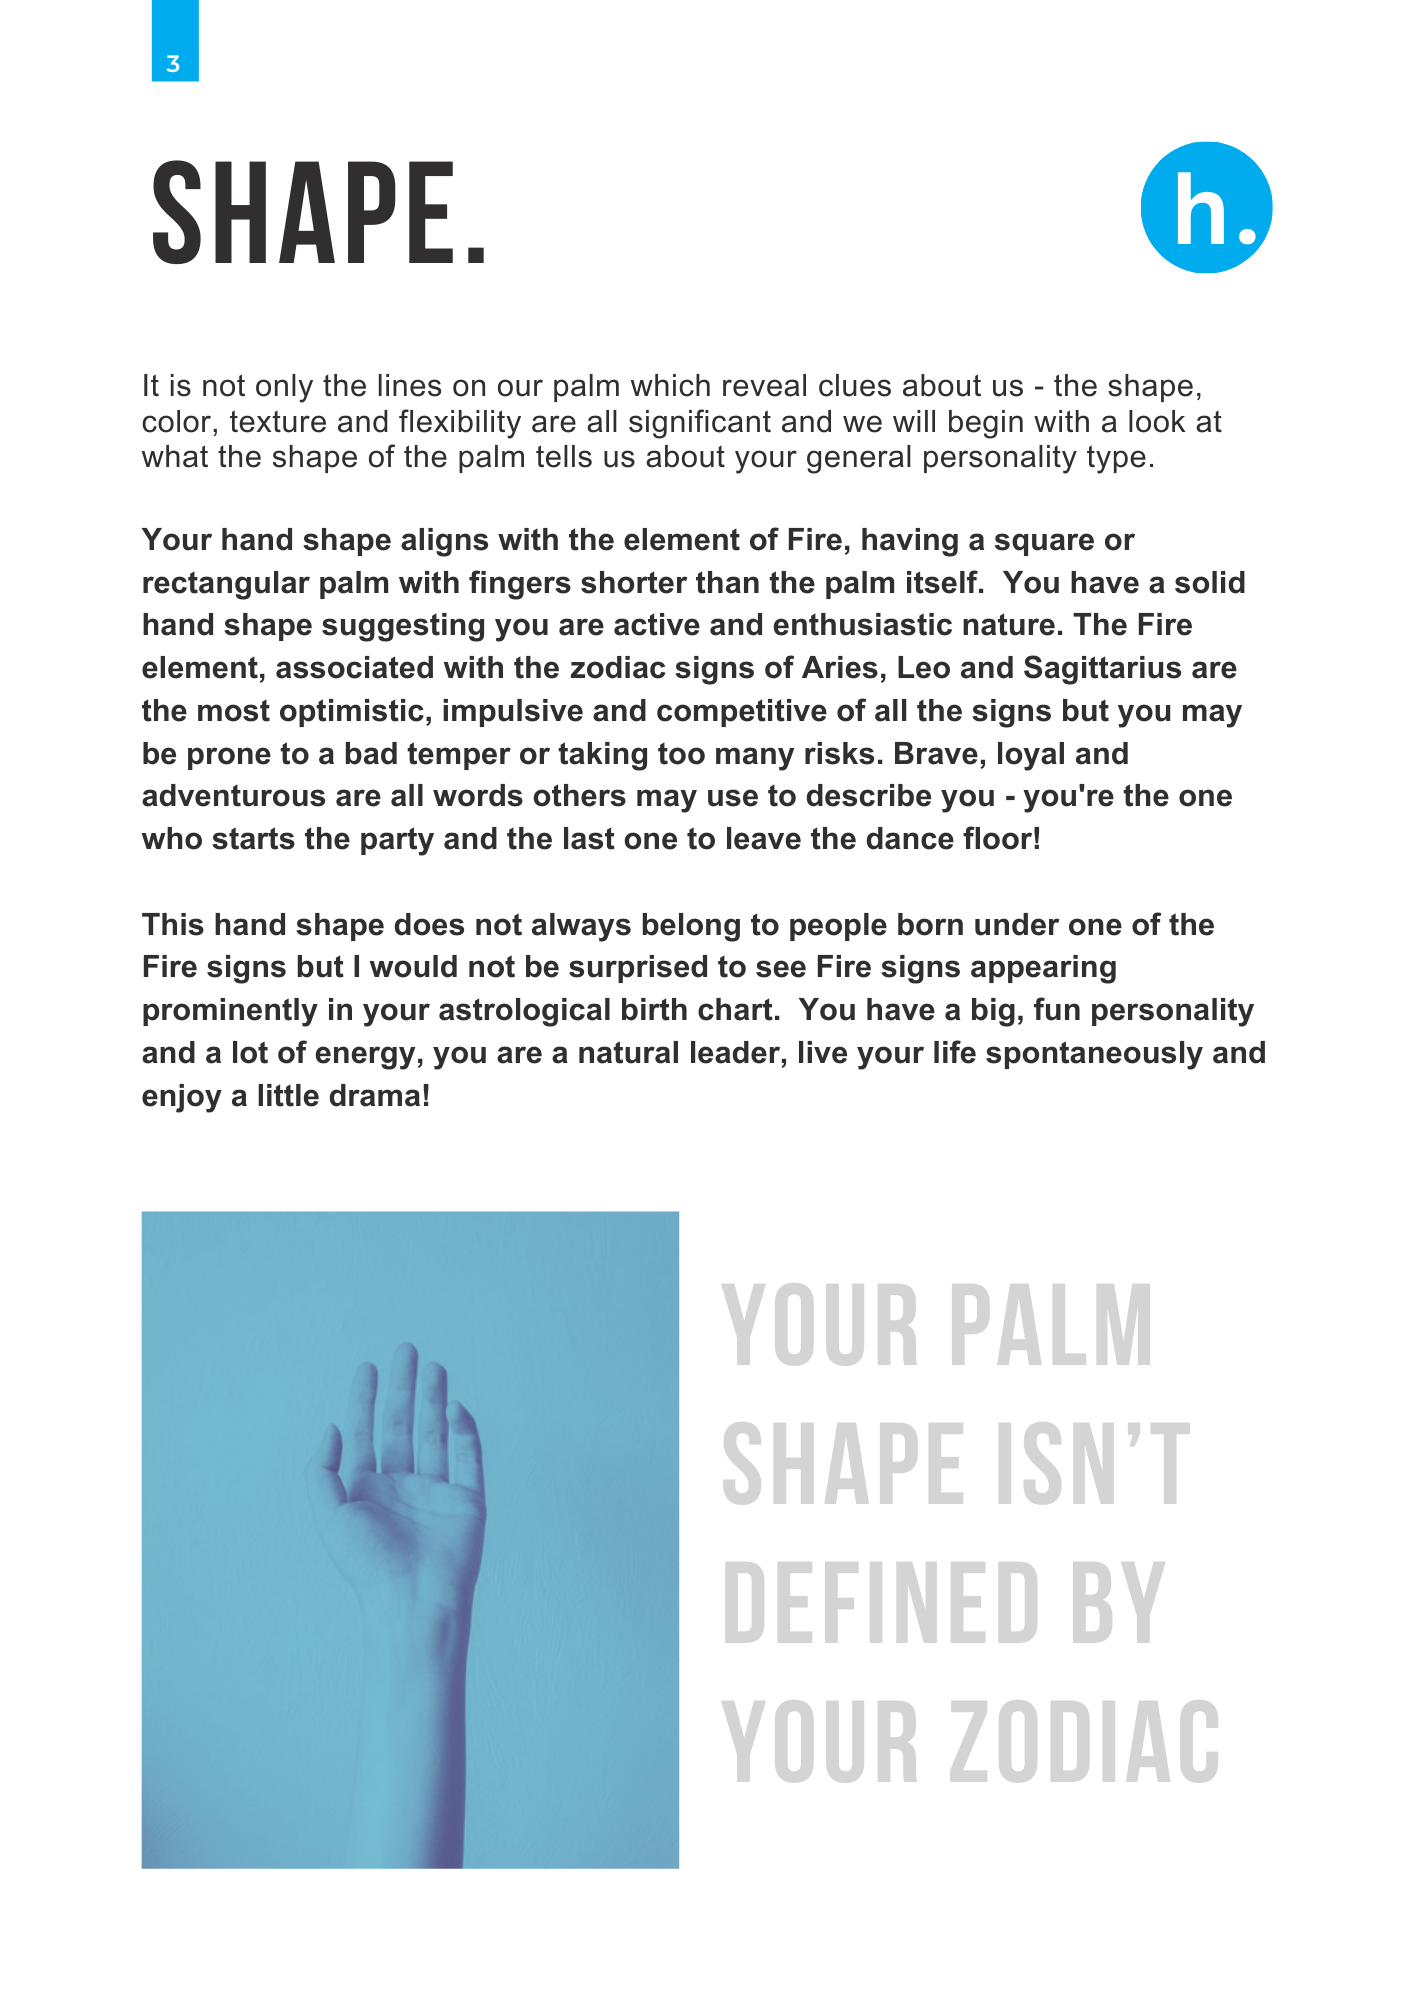 3
SHAPE.
h.
It is not only the lines on our palm which reveal clues about us - the shape,
color, texture and flexibility are all significant and we will begin with a look at
what the shape of the palm tells us about your general personality type.
Your hand shape aligns with the element of Fire, having a square or
rectangular palm with fingers shorter than the palm itself.  You have a solid
hand shape suggesting you are active and enthusiastic nature. The Fire
element, associated with the zodiac signs of Aries, Leo and Sagittarius are
the most optimistic, impulsive and competitive of all the signs but you may
be prone to a bad temper or taking too many risks. Brave, loyal and
adventurous are all words others may use to describe you - you're the one
who starts the party and the last one to leave the dance floor!
This hand shape does not always belong to people born under one of the
Fire signs but I would not be surprised to see Fire signs appearing
prominently in your astrological birth chart.  You have a big, fun personality
and a lot of energy, you are a natural leader, live your life spontaneously and
enjoy a little drama!
YOUR PALM
SHAPE ISN’T
DEFINED BY
YOUR ZODIAC